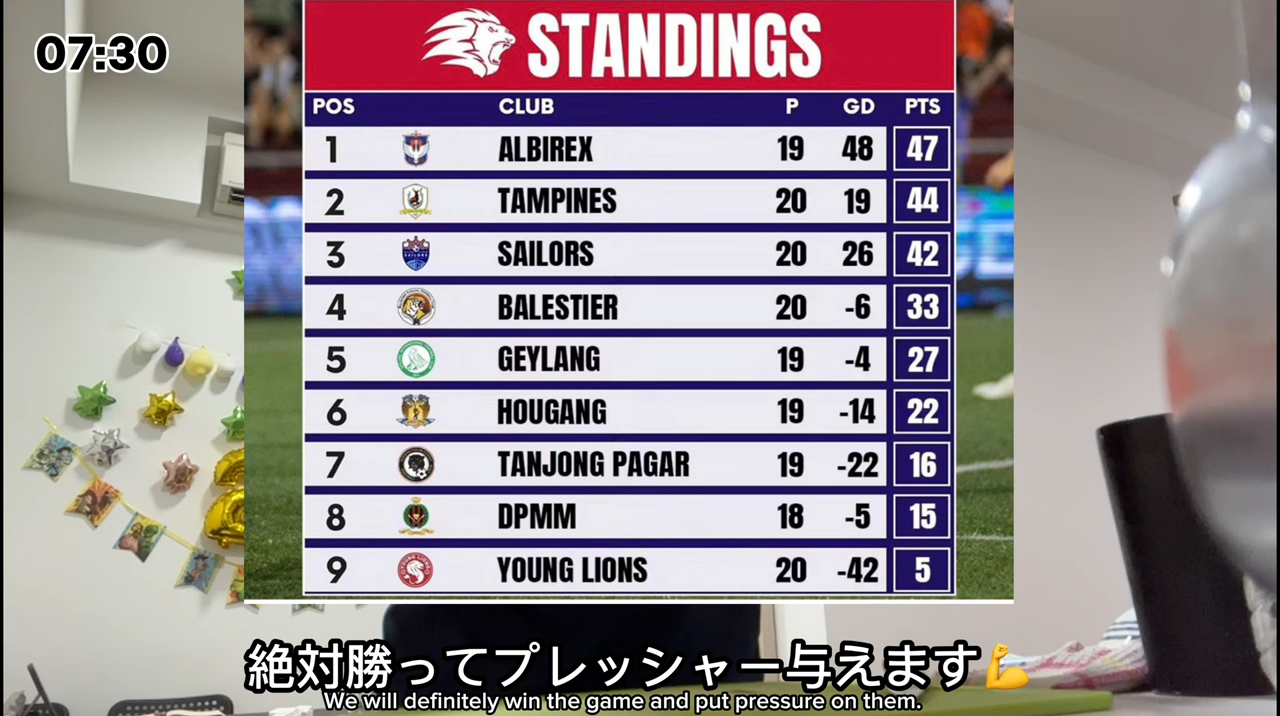 07:30
STANDINGS
POS CLUB P GD PTS
1 ALBIREX 19 48 47
2 TAMPINES 20 19 44
3 SAILORS 20 26 42
4 BALESTIER 20 -6 33
5 GEYLANG 19 -4 27
6 HOUGANG 19 -14 22
7 TANJONG PAGAR 19 -22 16
8 DPMM 18 -5 15
9 YOUNG LIONS 20 -42 5
絶対勝ってプレッシャー与えます💪
We will definitely win the game and put pressure on them.